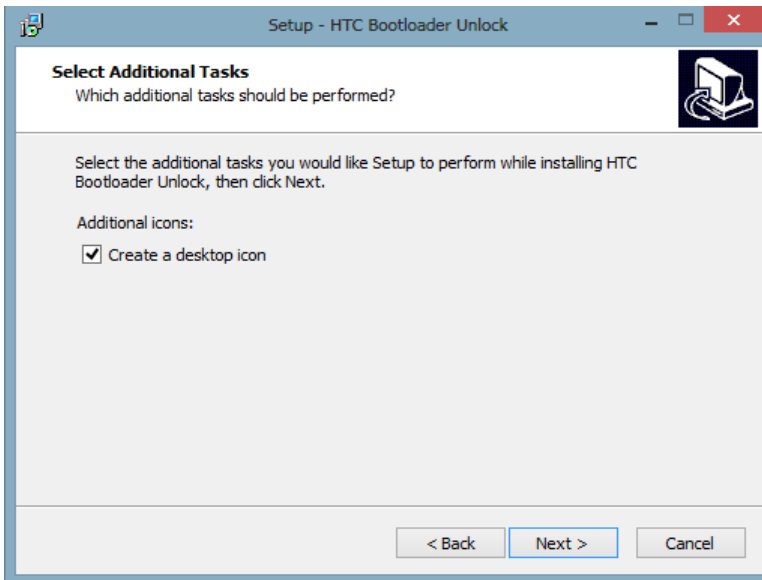 Setup - HTC Bootloader Unlock
Select Additional Tasks
Which additional tasks should be performed?
Select the additional tasks you would like Setup to perform while installing HTC
Bootloader Unlock, then click Next.
Additional icons:
Create a desktop icon
< Back Next > Cancel